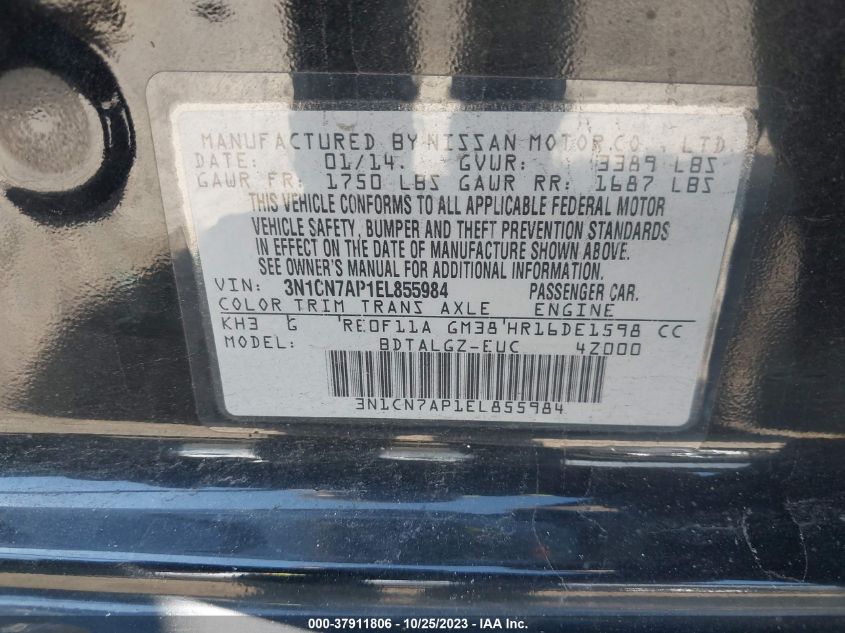 MANUFACTURED BY NISSAN MOTOR CO., LTD
DATE: 01/14. GVWR: 3389 LBS
GAWR FR: 1750 LBS GAWR RR: 1687 LBS
THIS VEHICLE CONFORMS TO ALL APPLICABLE FEDERAL MOTOR
VEHICLE SAFETY, BUMPER AND THEFT PREVENTION STANDARDS
IN EFFECT ON THE DATE OF MANUFACTURE SHOWN ABOVE.
SEE OWNER'S MANUAL FOR ADDITIONAL INFORMATION.
VIN: 3N1CN7AP1EL855984 PASSENGER CAR.
COLOR TRIM TRANS AXLE ENGINE
KH3 G RE0F11A GM38 HR16DE1598 CC
MODEL: BDTALGZ-EUC 4Z000
3N1CN7AP1EL855984
000-37911806 - 10/25/2023 - IAA Inc.